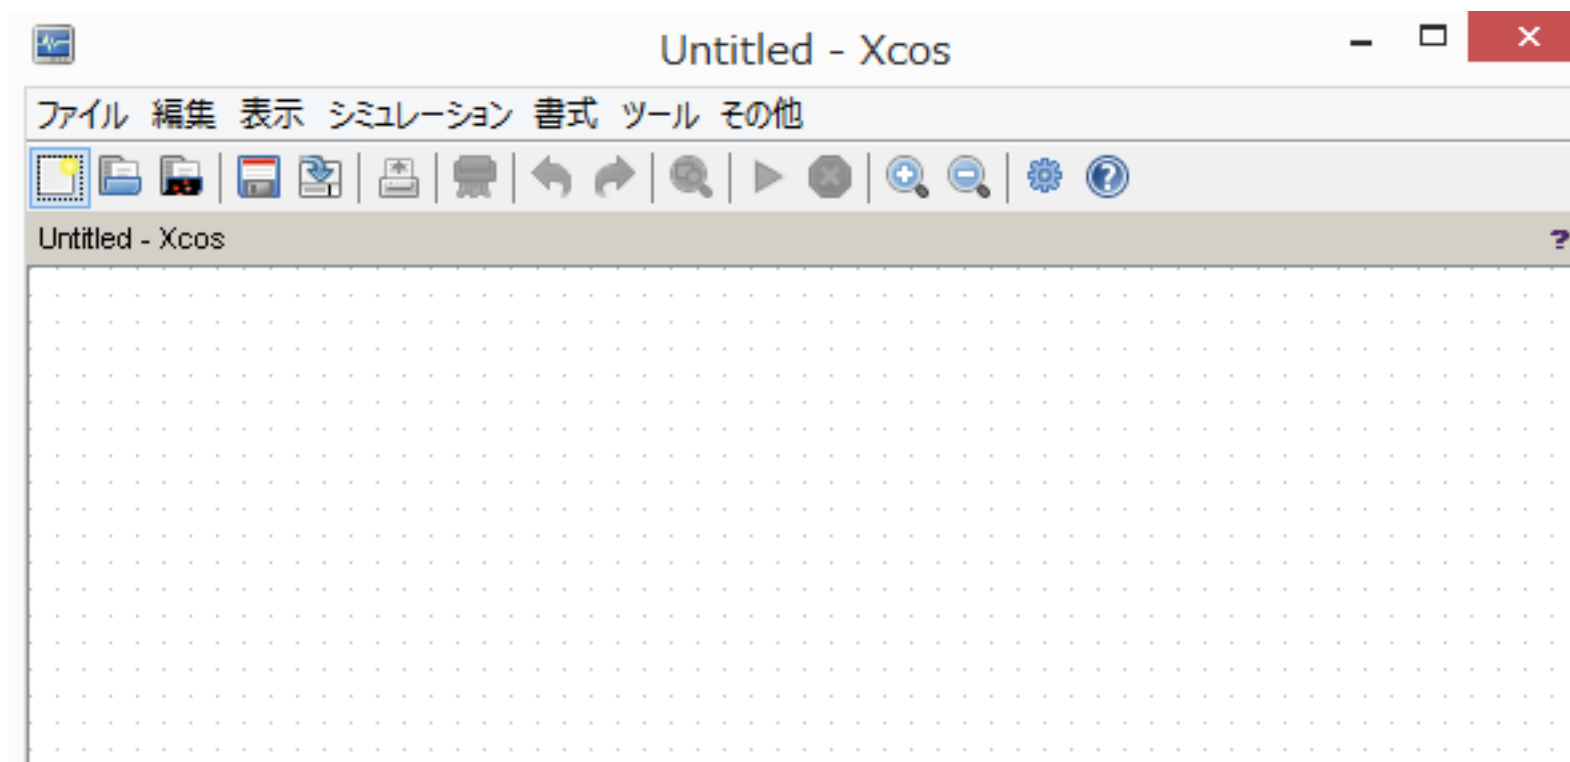 Untitled - Xcos
ファイル 編集 表示 シミュレーション 書式 ツール その他
Untitled - Xcos